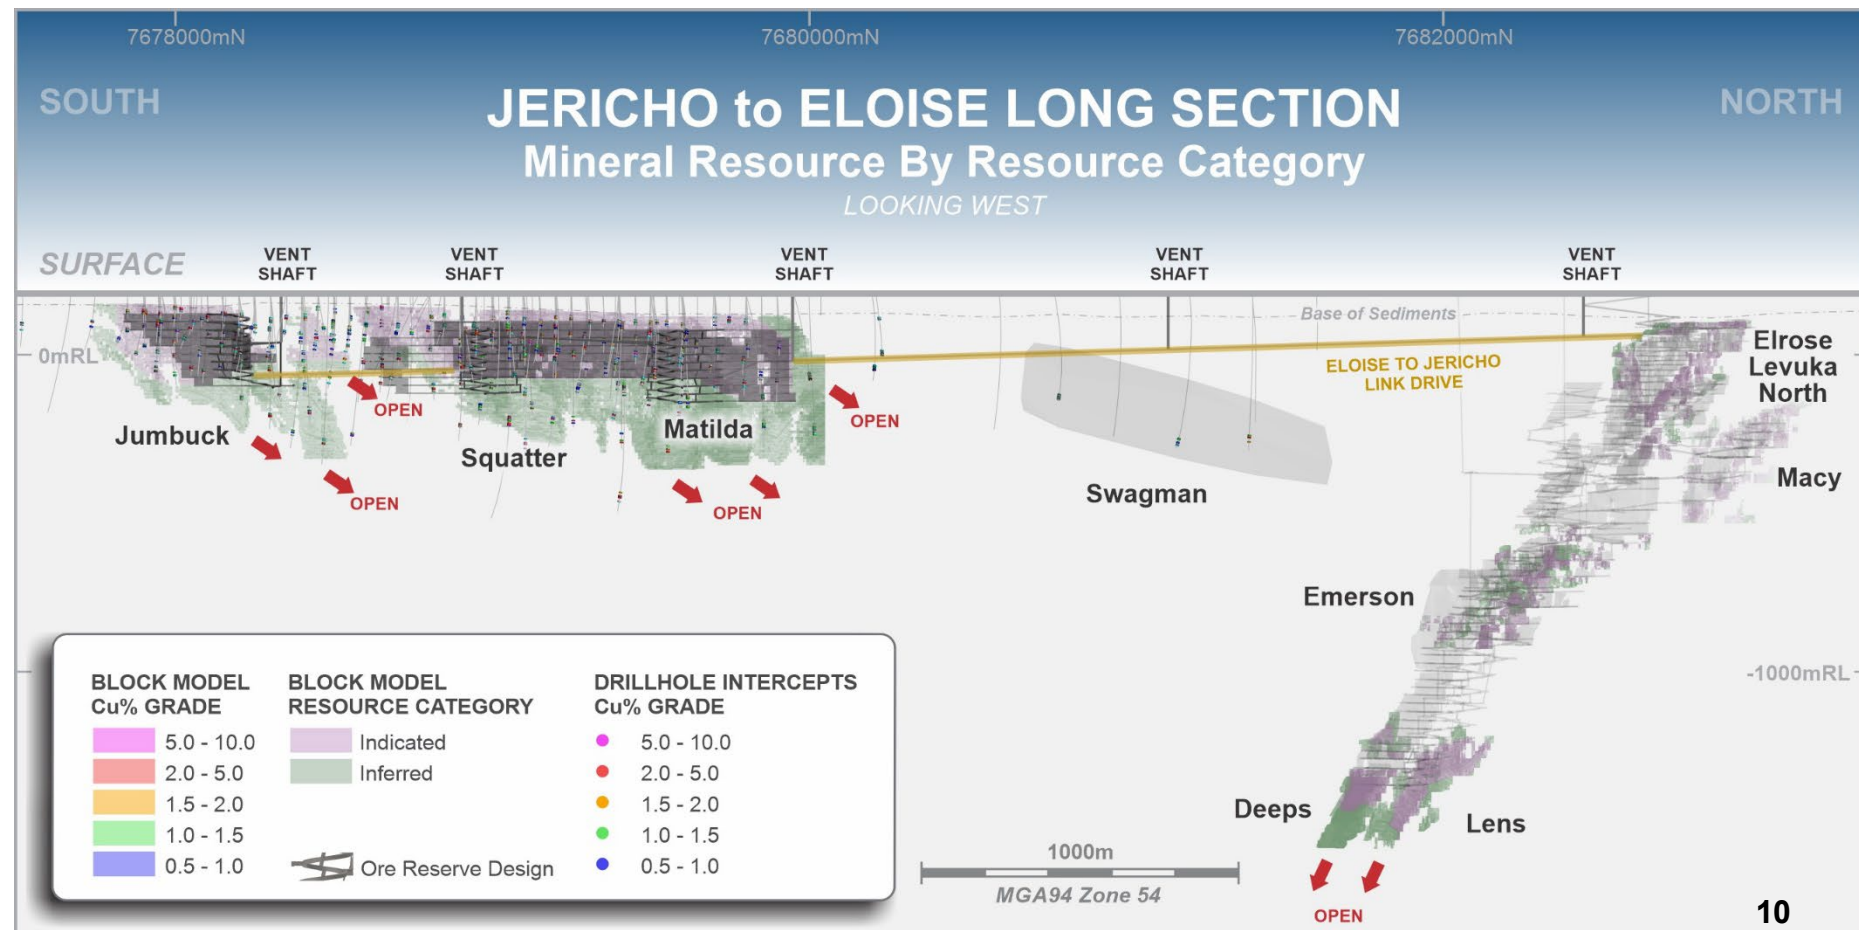 7678000mN
7680000mN
7682000mN
SOUTH
JERICHO to ELOISE LONG SECTION
NORTH
Mineral Resource By Resource Category
LOOKING WEST
SURFACE
VENT
SHAFT
VENT
SHAFT
VENT
SHAFT
VENT
SHAFT
VENT
SHAFT
Base of Sediments
0mRL
ELOISE TO JERICHO
LINK DRIVE
Elrose
Levuka
North
OPEN
OPEN
Jumbuck
Matilda
Squatter
Macy
Swagman
OPEN
OPEN
Emerson
-1000mRL
BLOCK MODEL
Cu% GRADE
5.0 - 10.0
2.0 - 5.0
1.5 - 2.0
1.0 - 1.5
0.5 - 1.0
BLOCK MODEL
RESOURCE CATEGORY
Indicated
Inferred
Ore Reserve Design
DRILLHOLE INTERCEPTS
Cu% GRADE
5.0 - 10.0
2.0 - 5.0
1.5 - 2.0
1.0 - 1.5
0.5 - 1.0
Deeps
Lens
1000m
MGA94 Zone 54
OPEN
10